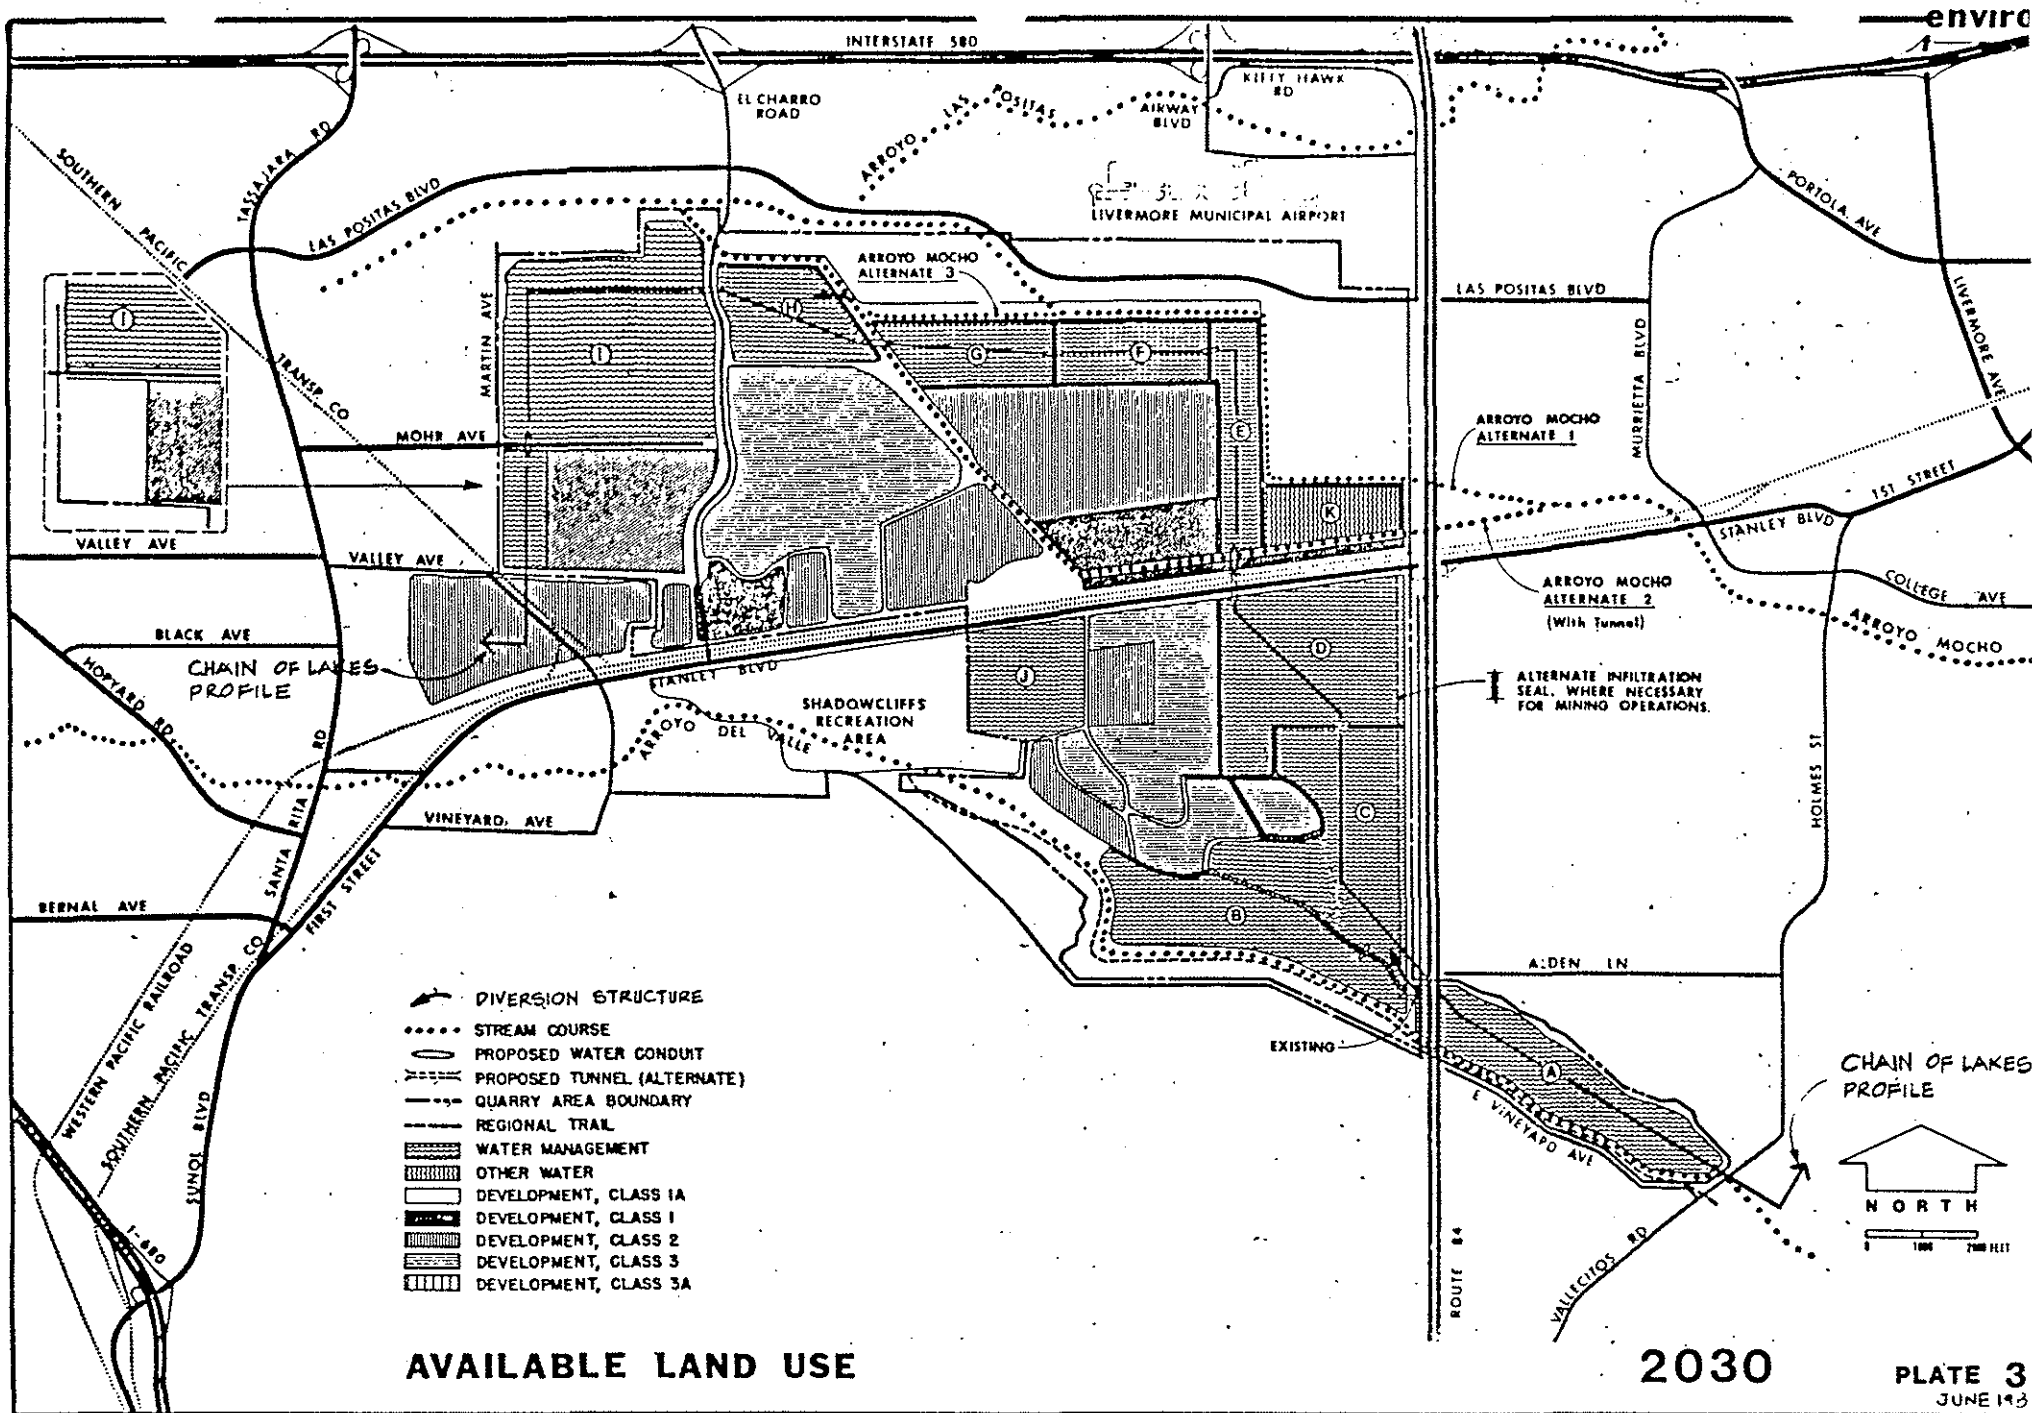 enviro
INTERSTATE 580
EL CHARRO
ROAD
KITTY HAWK
RD
AIRWAY
BLVD
ARROYO LAS POSITAS
SOUTHERN PACIFIC TRANSP. CO
TASSAJARA RD
LAS POSITAS BLVD
LIVERMORE MUNICIPAL AIRPORT
PORTOLA AVE
ARROYO MOCHO
ALTERNATE 3
LAS POSITAS BLVD
LIVERMORE AVE
MURRIETA BLVD
MARTIN AVE
I
I
H
G
F
E
K
MOHR AVE
ARROYO MOCHO
ALTERNATE 1
1ST STREET
STANLEY BLVD
VALLEY AVE
VALLEY AVE
ARROYO MOCHO
ALTERNATE 2
(With Tunnel)
COLLEGE AVE
ARROYO MOCHO
BLACK AVE
HOPYARD RD
CHAIN OF LAKES
PROFILE
STANLEY BLVD
D
J
ALTERNATE INFILTRATION
SEAL, WHERE NECESSARY
FOR MINING OPERATIONS.
SHADOWCLIFFS
RECREATION
AREA
ARROYO DEL VALLE
HOLMES ST
SANTA RITA RD
VINEYARD AVE
C
FIRST STREET
BERNAL AVE
B
WESTERN PACIFIC RAILROAD
SOUTHERN PACIFIC TRANSP. CO
ALDEN LN
EXISTING
A
E VINEYARD AVE
CHAIN OF LAKES
PROFILE
SUNOL BLVD
I-680
DIVERSION STRUCTURE
STREAM COURSE
PROPOSED WATER CONDUIT
PROPOSED TUNNEL (ALTERNATE)
QUARRY AREA BOUNDARY
REGIONAL TRAIL
WATER MANAGEMENT
OTHER WATER
DEVELOPMENT, CLASS 1A
DEVELOPMENT, CLASS 1
DEVELOPMENT, CLASS 2
DEVELOPMENT, CLASS 3
DEVELOPMENT, CLASS 3A
ROUTE 84
VALLECITOS RD
NORTH
0 1000 2000 FEET
AVAILABLE LAND USE
2030
PLATE 3
JUNE